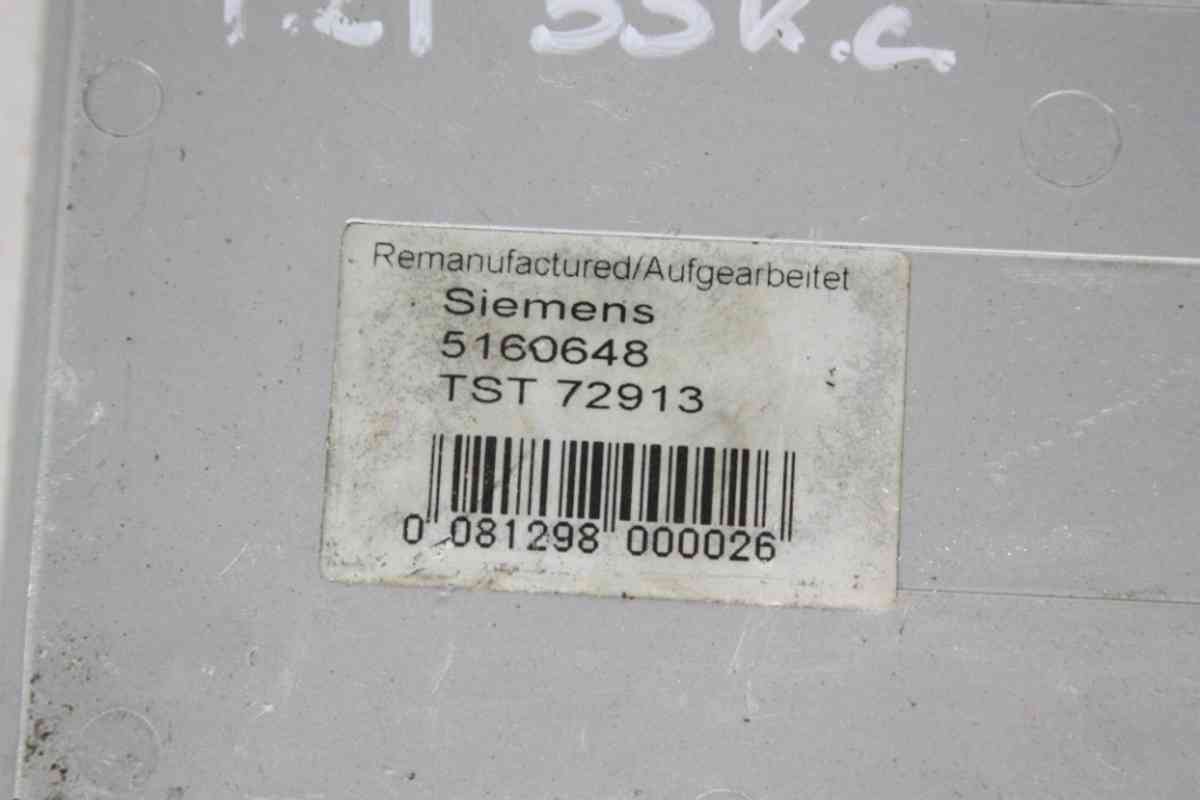 Remanufactured/Aufgearbeitet
Siemens
5160648
TST 72913
0 081298 000026